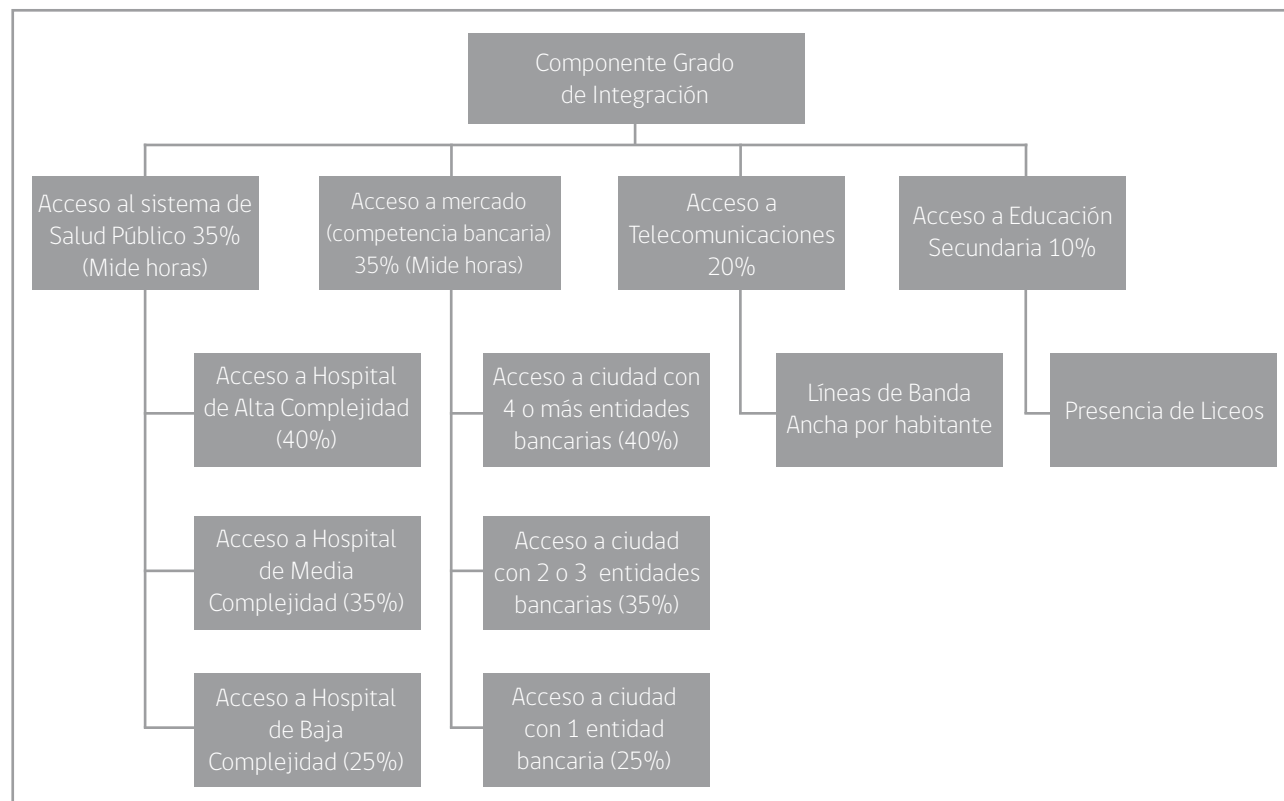 Componente Grado
de Integración
Acceso al sistema de
Salud Público 35%
(Mide horas)
Acceso a mercado
(competencia bancaria)
35% (Mide horas)
Acceso a
Telecomunicaciones
20%
Acceso a Educación
Secundaria 10%
Acceso a Hospital
de Alta Complejidad
(40%)
Acceso a ciudad con
4 o más entidades
bancarias (40%)
Líneas de Banda
Ancha por habitante
Presencia de Liceos
Acceso a Hospital
de Media
Complejidad (35%)
Acceso a ciudad
con 2 o 3 entidades
bancarias (35%)
Acceso a Hospital
de Baja
Complejidad (25%)
Acceso a ciudad
con 1 entidad
bancaria (25%)